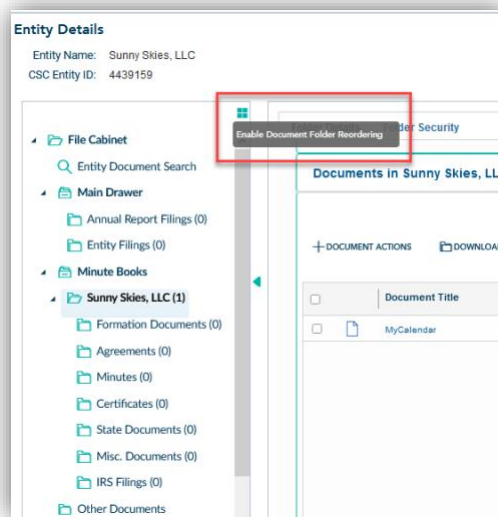 Entity Details
Entity Name: Sunny Skies, LLC
CSC Entity ID: 4439159
Enable Document Folder Reordering
der Security
File Cabinet
Entity Document Search
Main Drawer
Annual Report Filings (0)
Entity Filings (0)
Minute Books
Sunny Skies, LLC (1)
Formation Documents (0)
Agreements (0)
Minutes (0)
Certificates (0)
State Documents (0)
Misc. Documents (0)
IRS Filings (0)
Other Documents
Documents in Sunny Skies, LL
DOCUMENT ACTIONS DOWNLOA
Document Title
MyCalendar